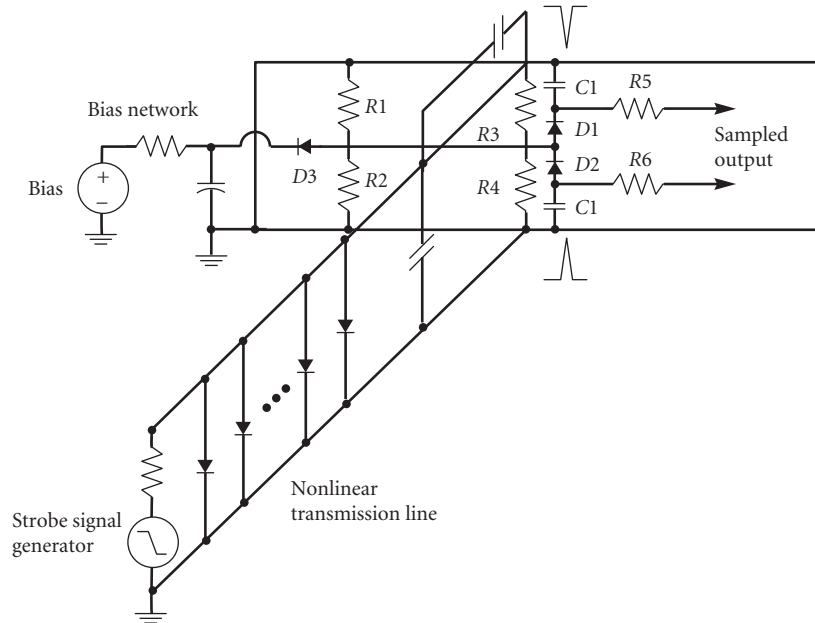 Bias network
Bias
+
−
D3
R1
R2
R3
R4
C1
D1
D2
C1
R5
R6
Sampled
output
Nonlinear
transmission line
Strobe signal
generator